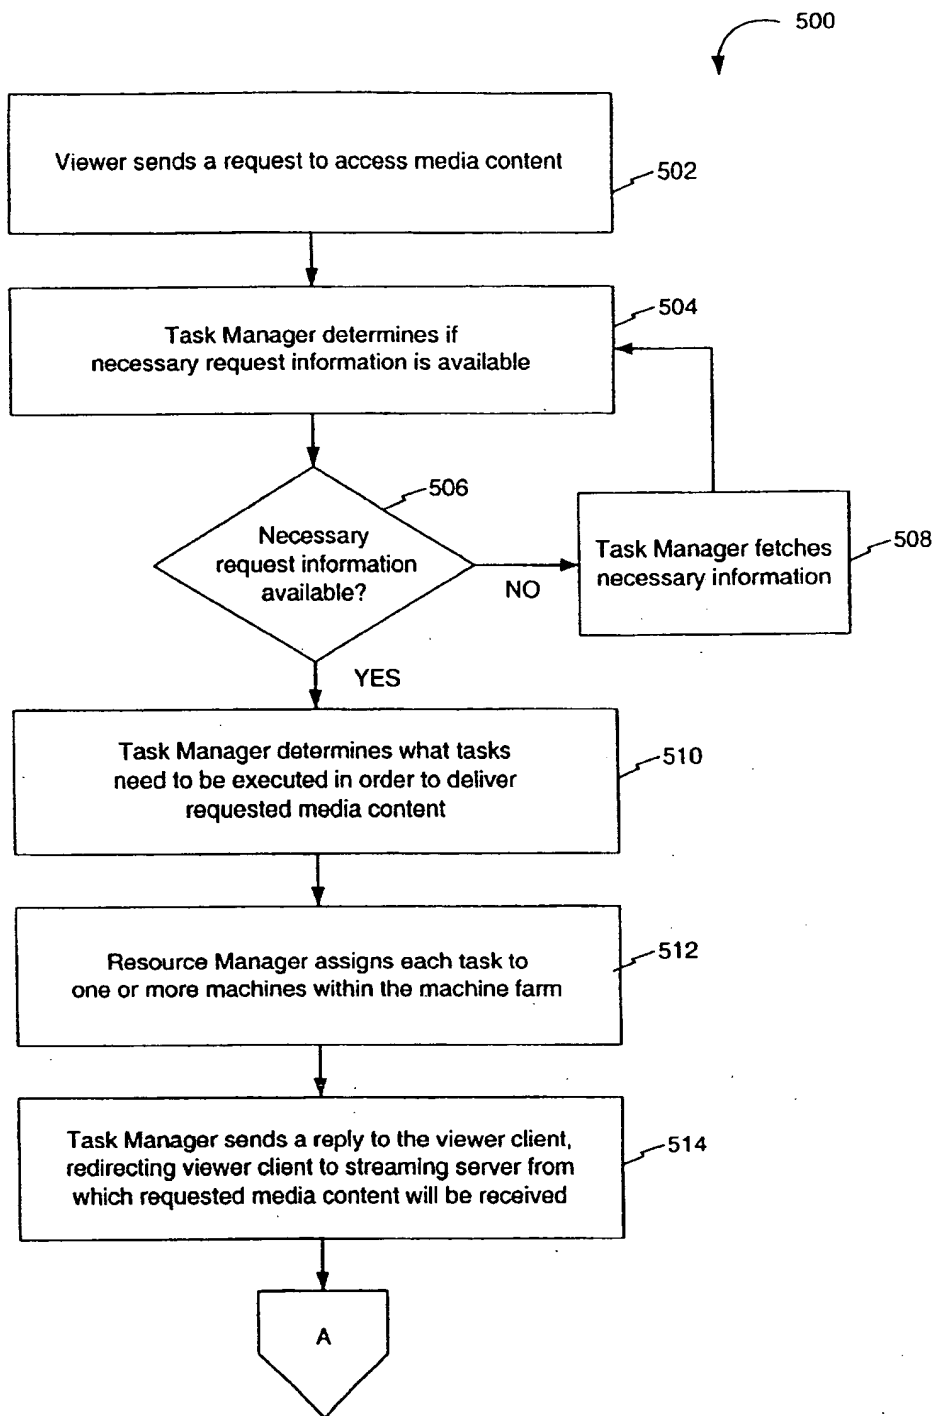 500
Viewer sends a request to access media content
502
504
Task Manager determines if
necessary request information is available
506
Necessary
request information
available?
NO
Task Manager fetches
necessary information
508
YES
Task Manager determines what tasks
need to be executed in order to deliver
requested media content
510
Resource Manager assigns each task to
one or more machines within the machine farm
512
Task Manager sends a reply to the viewer client,
redirecting viewer client to streaming server from
which requested media content will be received
514
A